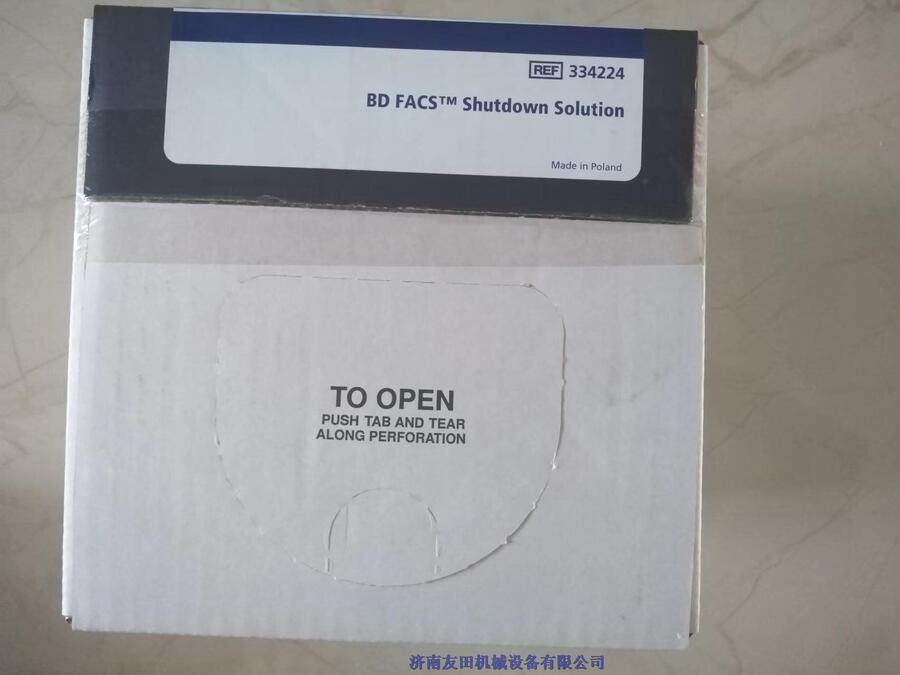 REF 334224
BD FACS™ Shutdown Solution
Made in Poland
TO OPEN
PUSH TAB AND TEAR
ALONG PERFORATION
济南友田机械设备有限公司